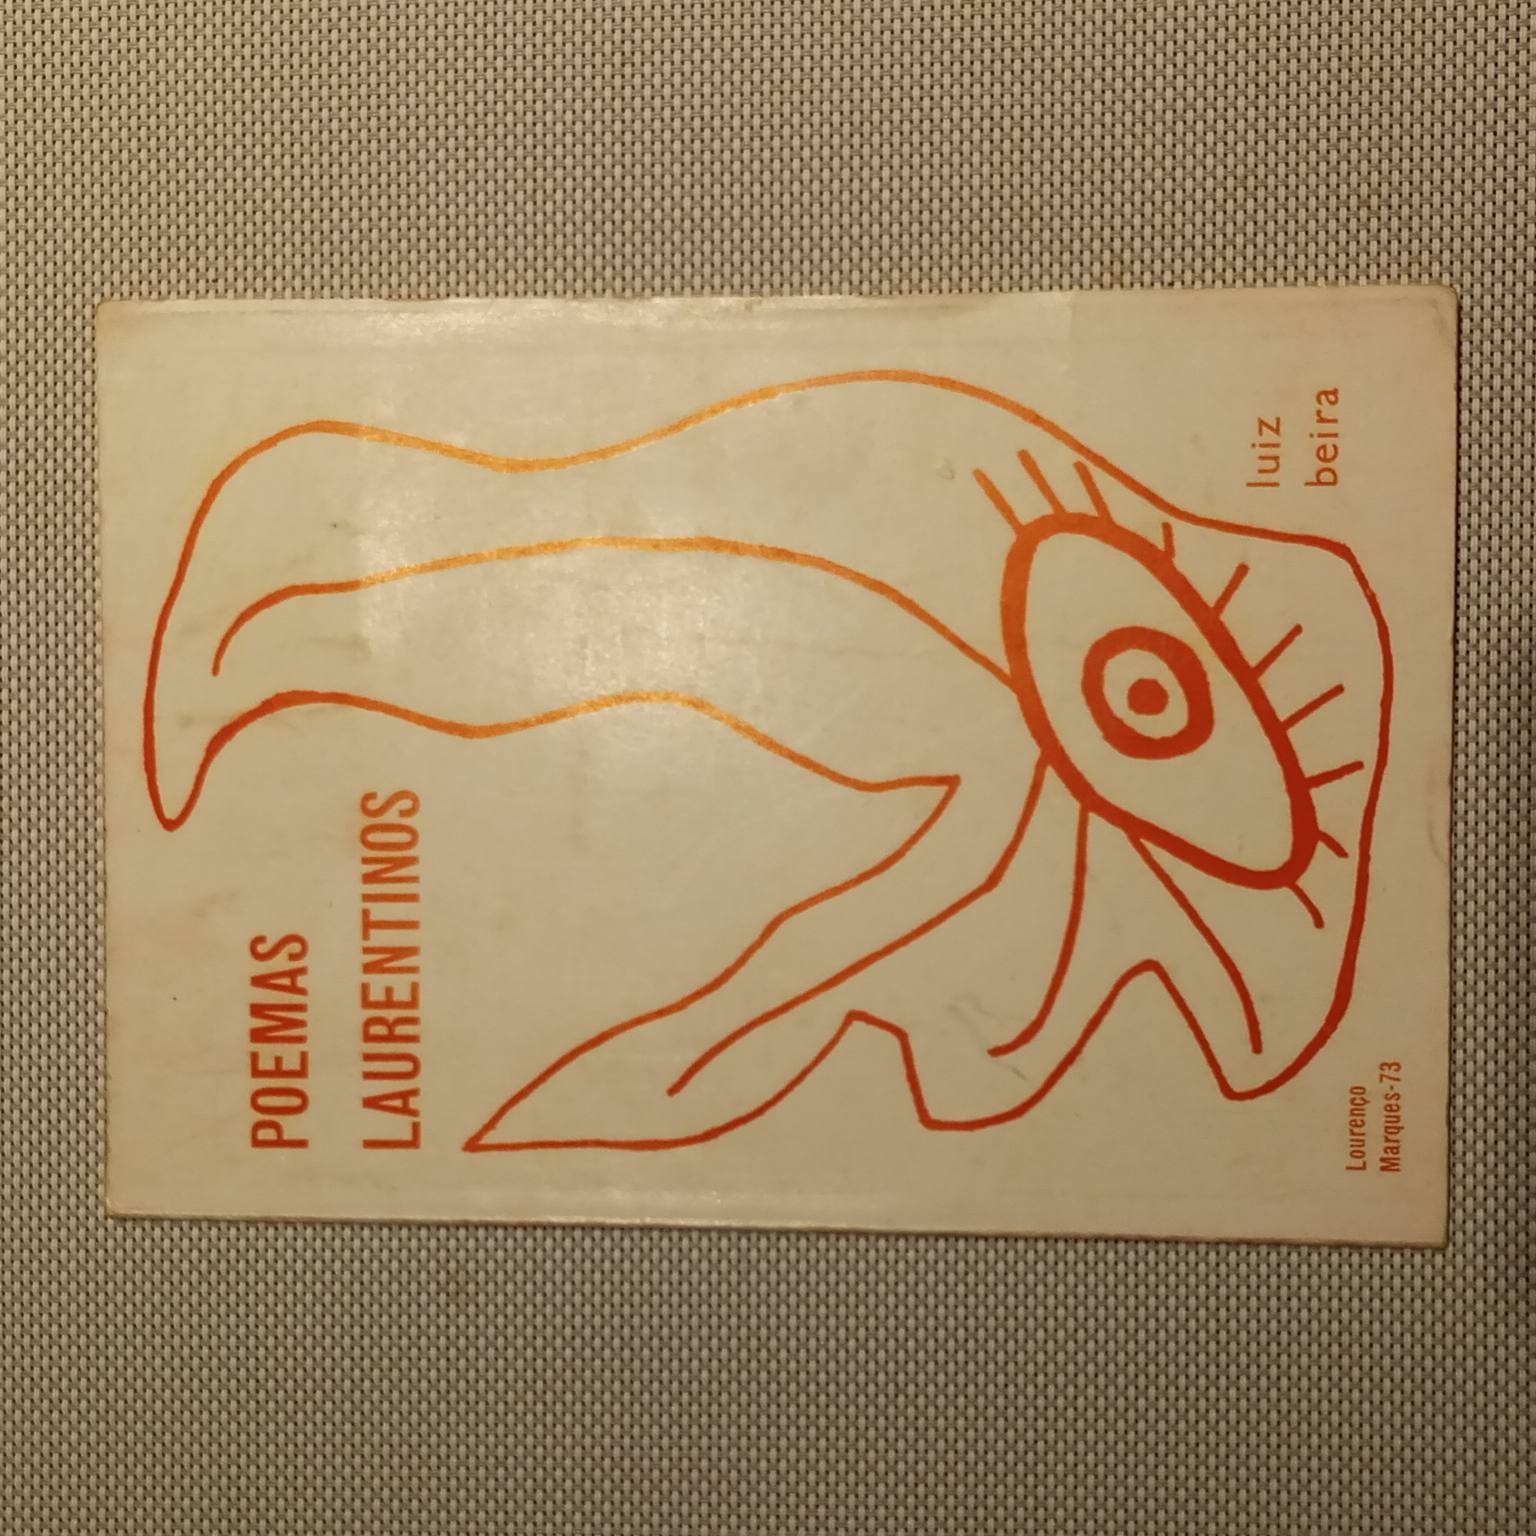 POEMAS
LAURENTINOS
luiz
beira
Lourenço
Marques-73